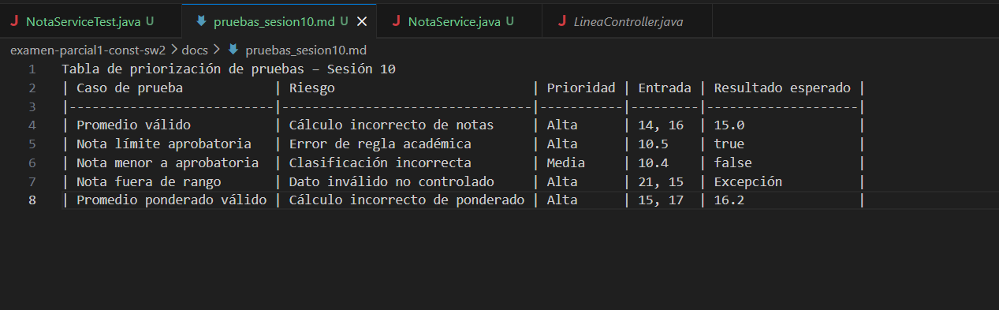 NotaServiceTest.java U pruebas_sesion10.md U NotaService.java U LineaController.java
examen-parcial1-const-sw2 > docs > pruebas_sesion10.md
1 Tabla de priorización de pruebas – Sesión 10
2 | Caso de prueba | Riesgo | Prioridad | Entrada | Resultado esperado |
3 |---------------------------|---------------------------------|-----------|---------|--------------------|
4 | Promedio válido | Cálculo incorrecto de notas | Alta | 14, 16 | 15.0 |
5 | Nota límite aprobatoria | Error de regla académica | Alta | 10.5 | true |
6 | Nota menor a aprobatoria | Clasificación incorrecta | Media | 10.4 | false |
7 | Nota fuera de rango | Dato inválido no controlado | Alta | 21, 15 | Excepción |
8 | Promedio ponderado válido | Cálculo incorrecto de ponderado | Alta | 15, 17 | 16.2 |